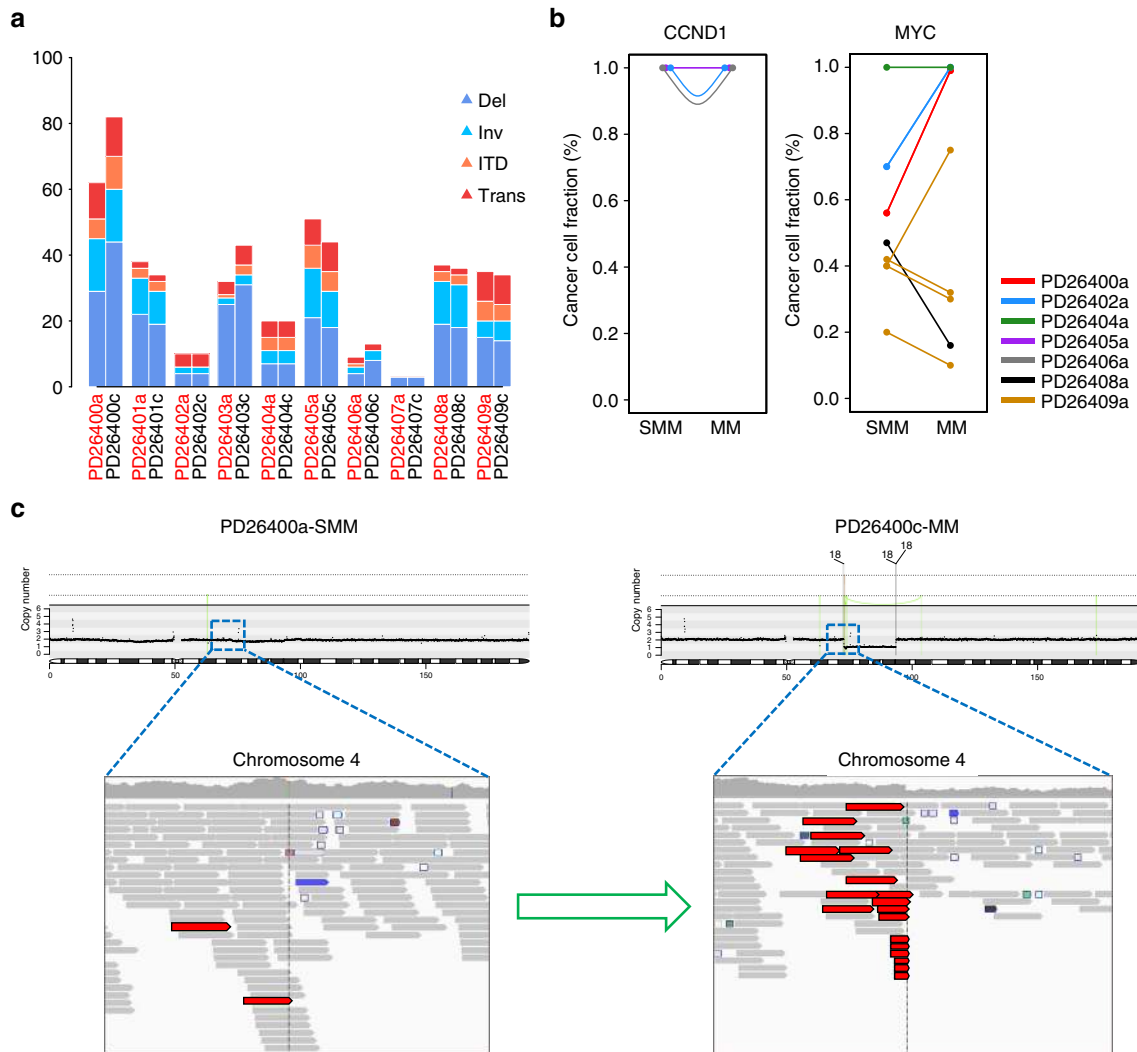 a
100
80
60
40
20
0
Del
Inv
ITD
Trans
PD26400a
PD26400c
PD26401a
PD26401c
PD26402a
PD26402c
PD26403a
PD26403c
PD26404a
PD26404c
PD26405a
PD26405c
PD26406a
PD26406c
PD26407a
PD26407c
PD26408a
PD26408c
PD26409a
PD26409c
b
CCND1
Cancer cell fraction (%)
1.0
0.8
0.6
0.4
0.2
0.0
SMM MM
MYC
Cancer cell fraction (%)
1.0
0.8
0.6
0.4
0.2
0.0
SMM MM
PD26400a
PD26402a
PD26404a
PD26405a
PD26406a
PD26408a
PD26409a
c
PD26400a-SMM
Copy number
6
5
4
3
2
1
0
0 50 100 150
Chromosome 4
PD26400c-MM
18 18
Copy number
6
5
4
3
2
1
0
0 50 100 150
Chromosome 4